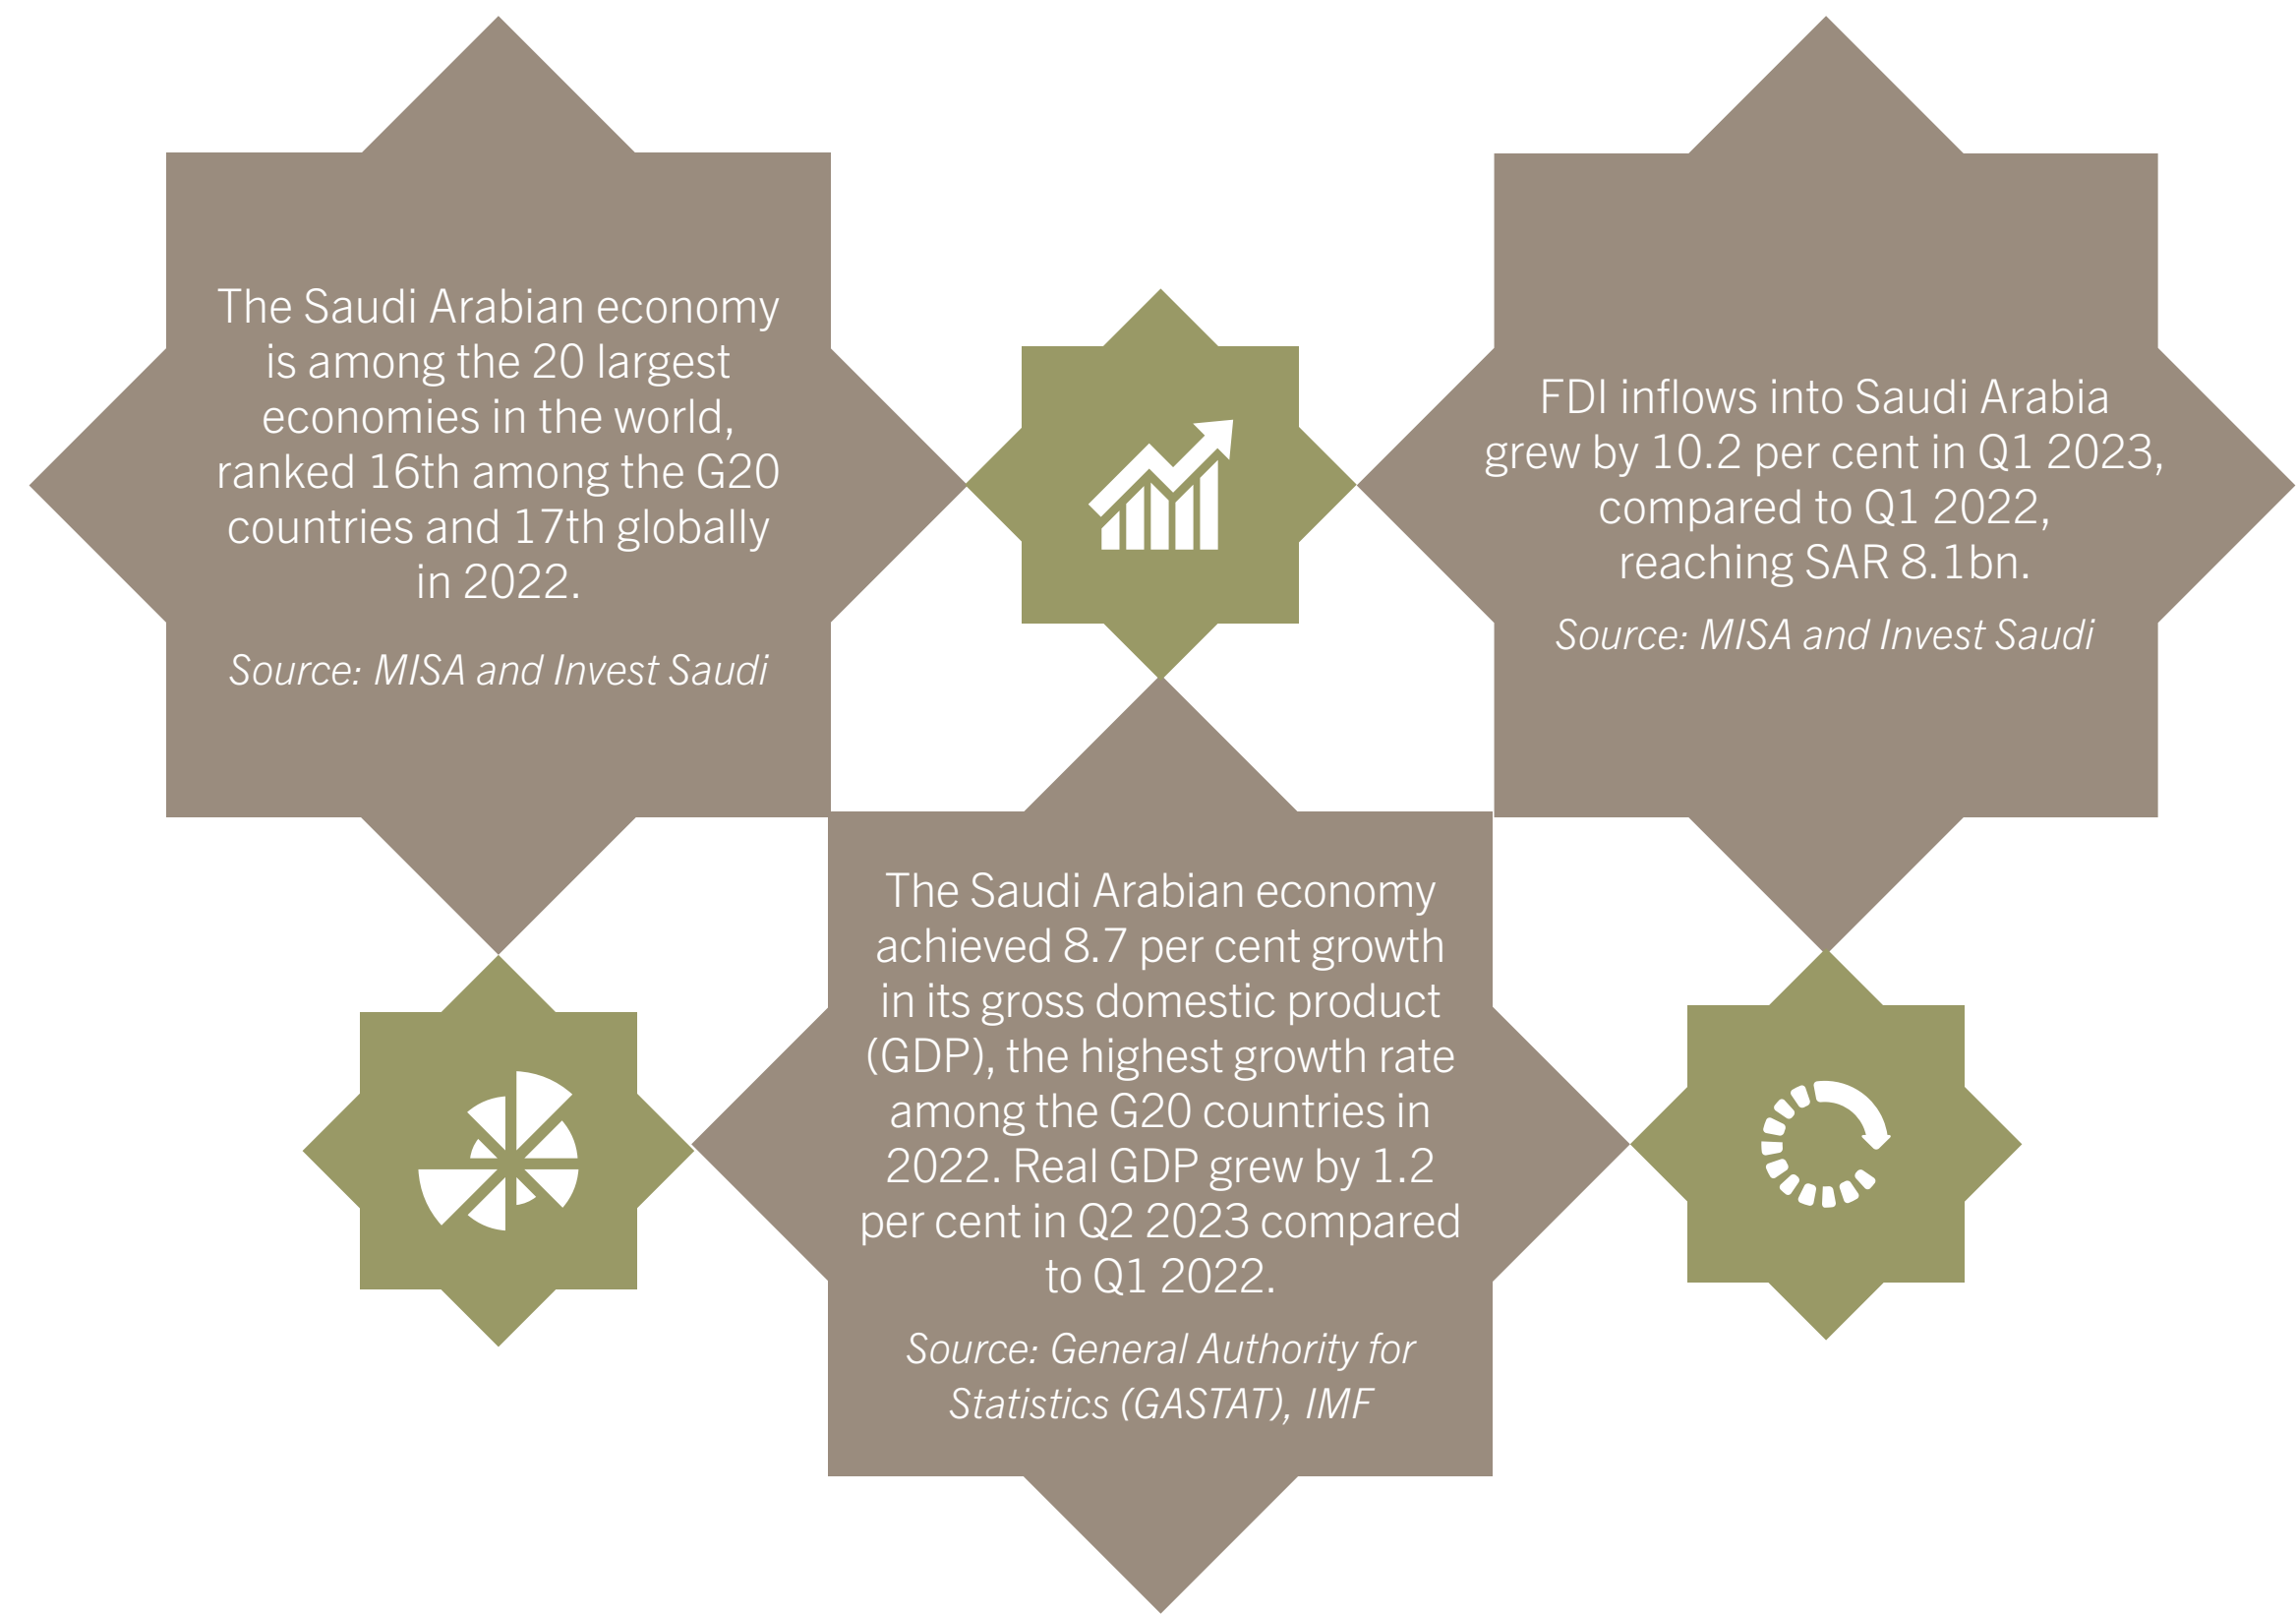 The Saudi Arabian economy
is among the 20 largest
economies in the world,
ranked 16th among the G20
countries and 17th globally
in 2022.
Source: MISA and Invest Saudi
FDI inflows into Saudi Arabia
grew by 10.2 per cent in Q1 2023,
compared to Q1 2022,
reaching SAR 8.1bn.
Source: MISA and Invest Saudi
The Saudi Arabian economy
achieved 8.7 per cent growth
in its gross domestic product
(GDP), the highest growth rate
among the G20 countries in
2022. Real GDP grew by 1.2
per cent in Q2 2023 compared
to Q1 2022.
Source: General Authority for
Statistics (GASTAT), IMF